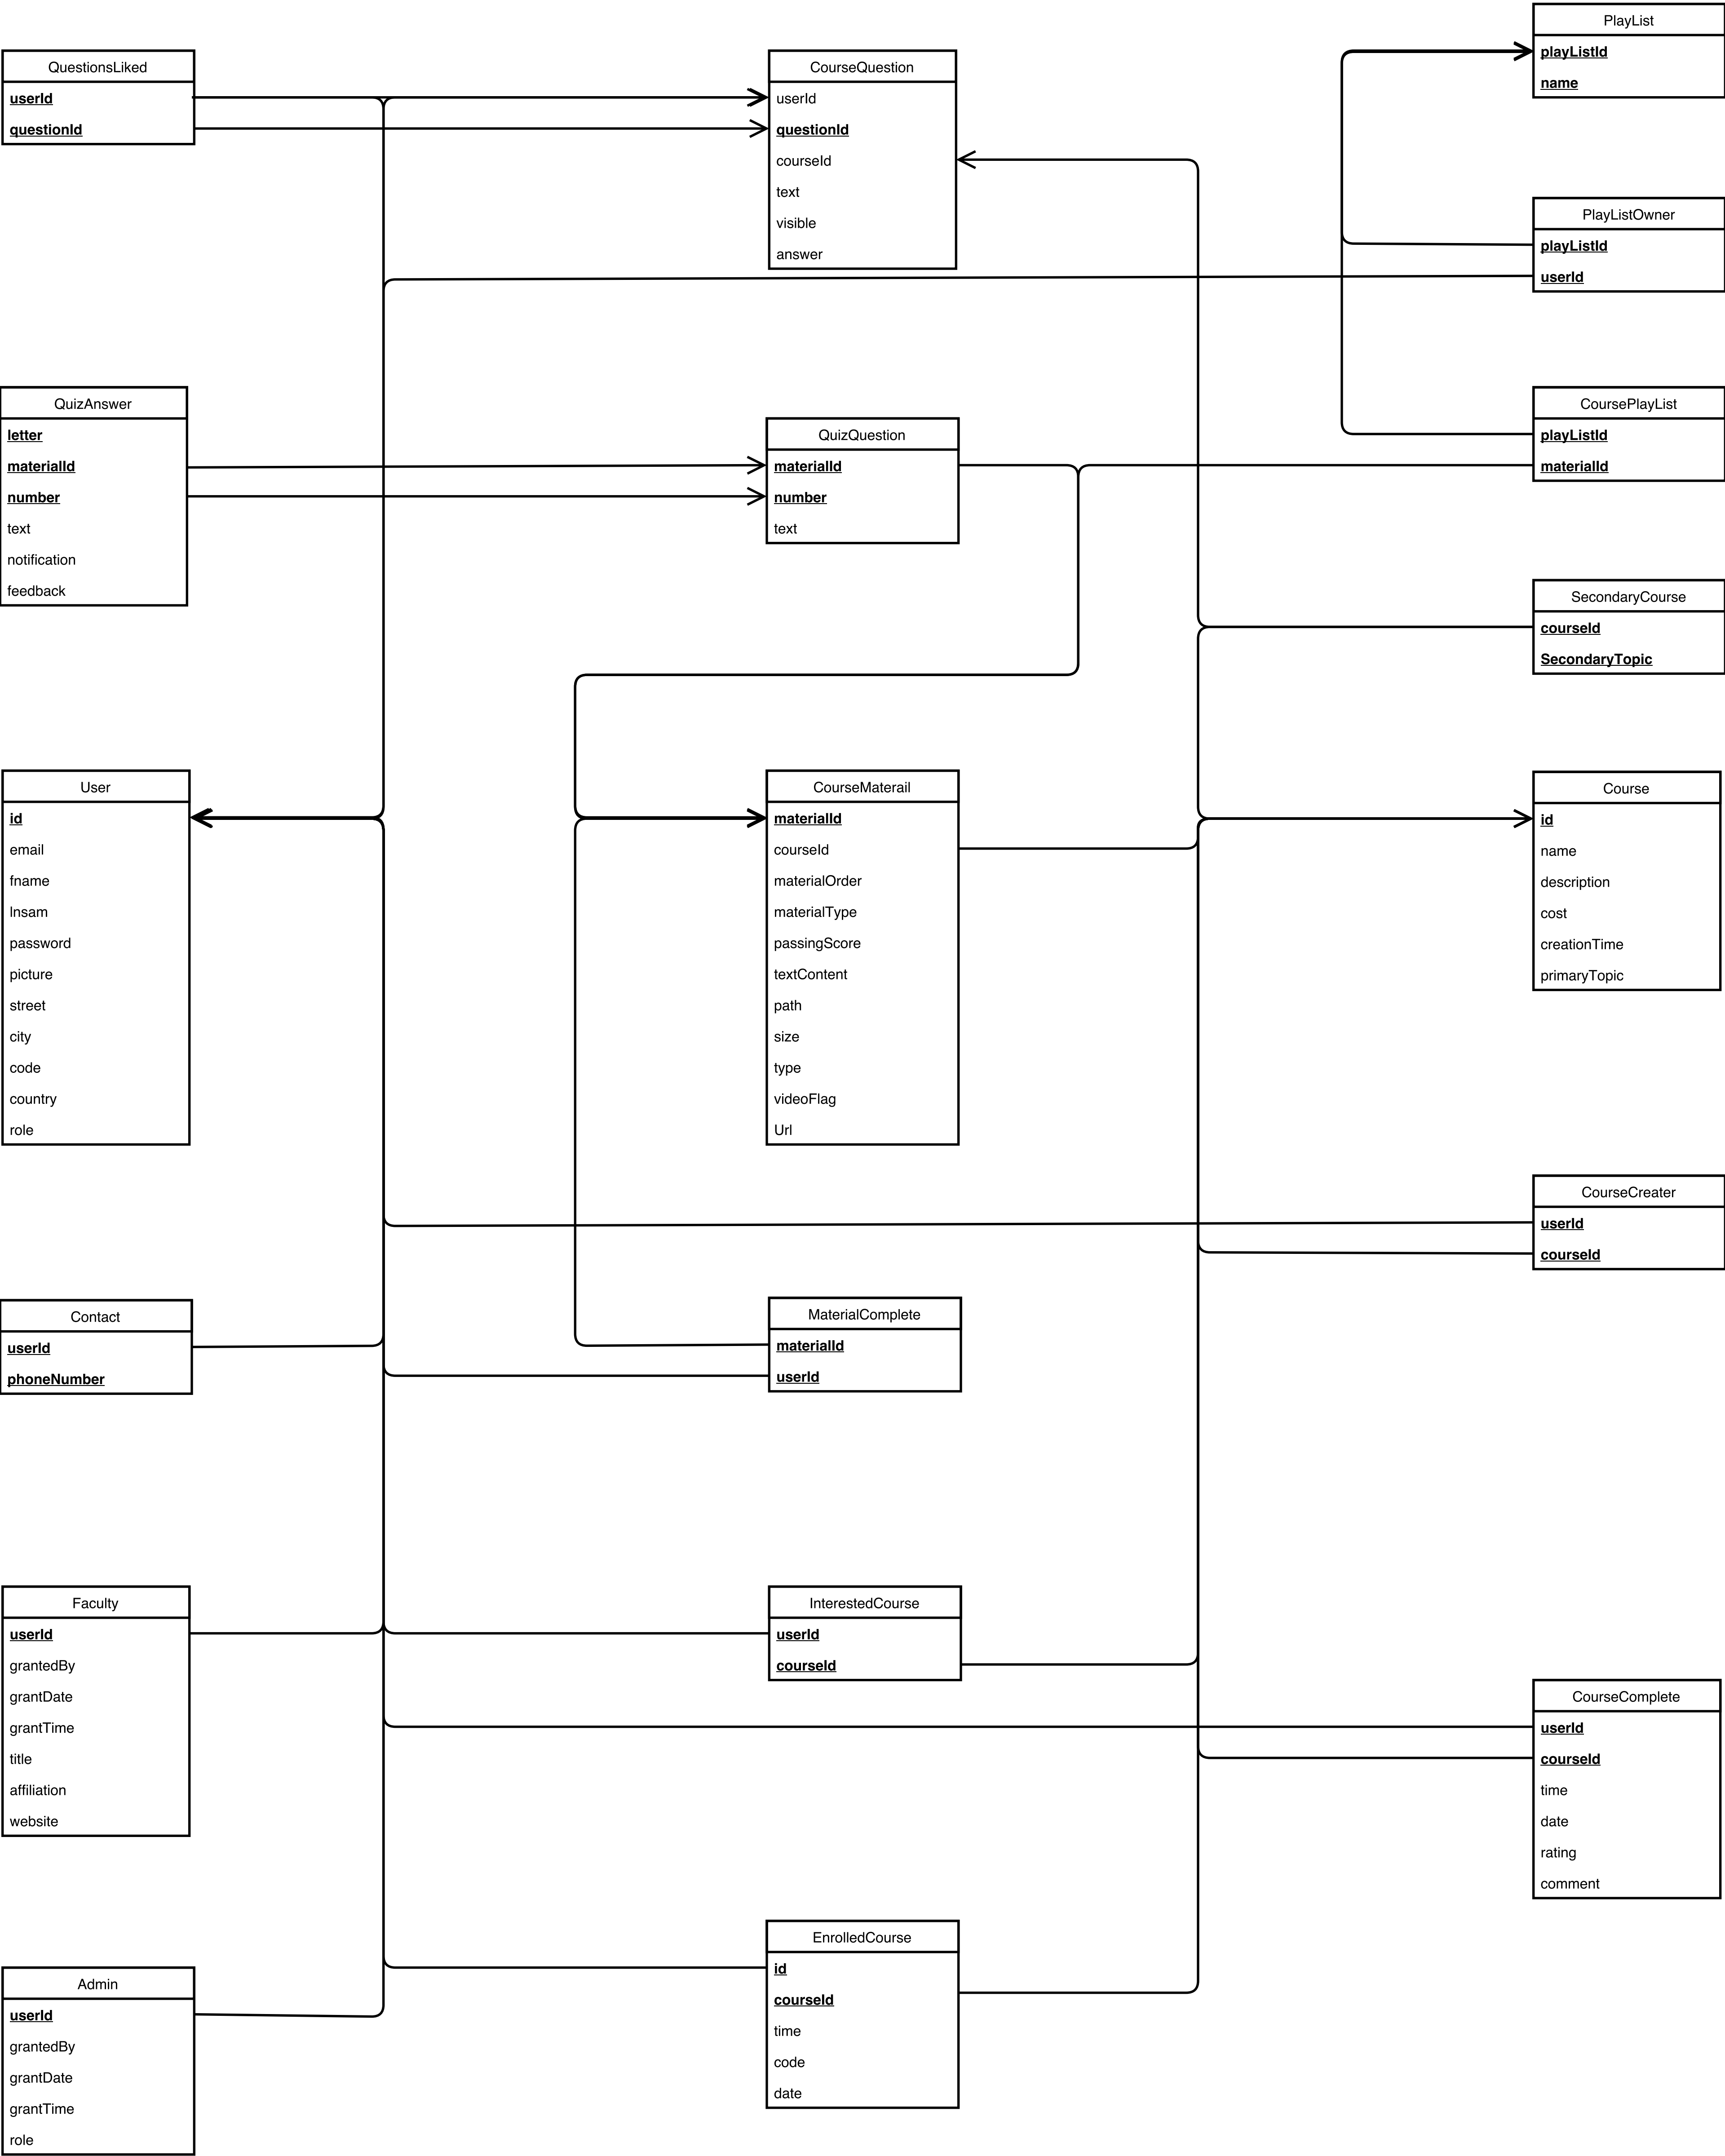 PlayList
playListId
name
QuestionsLiked
userId
questionId
CourseQuestion
userId
questionId
courseId
text
visible
answer
PlayListOwner
playListId
userId
QuizAnswer
letter
materialId
number
text
notification
feedback
QuizQuestion
materialId
number
text
CoursePlayList
playListId
materialId
SecondaryCourse
courseId
SecondaryTopic
User
id
email
fname
lnsam
password
picture
street
city
code
country
role
CourseMaterail
materialId
courseId
materialOrder
materialType
passingScore
textContent
path
size
type
videoFlag
Url
Course
id
name
description
cost
creationTime
primaryTopic
CourseCreater
userId
courseId
Contact
userId
phoneNumber
MaterialComplete
materialId
userId
Faculty
userId
grantedBy
grantDate
grantTime
title
affiliation
website
InterestedCourse
userId
courseId
CourseComplete
userId
courseId
time
date
rating
comment
EnrolledCourse
id
courseId
time
code
date
Admin
userId
grantedBy
grantDate
grantTime
role